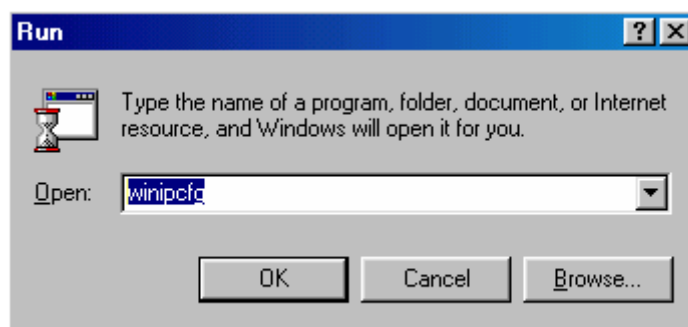 Run
Type the name of a program, folder, document, or Internet
resource, and Windows will open it for you.
Open: winipcfg
OK Cancel Browse...